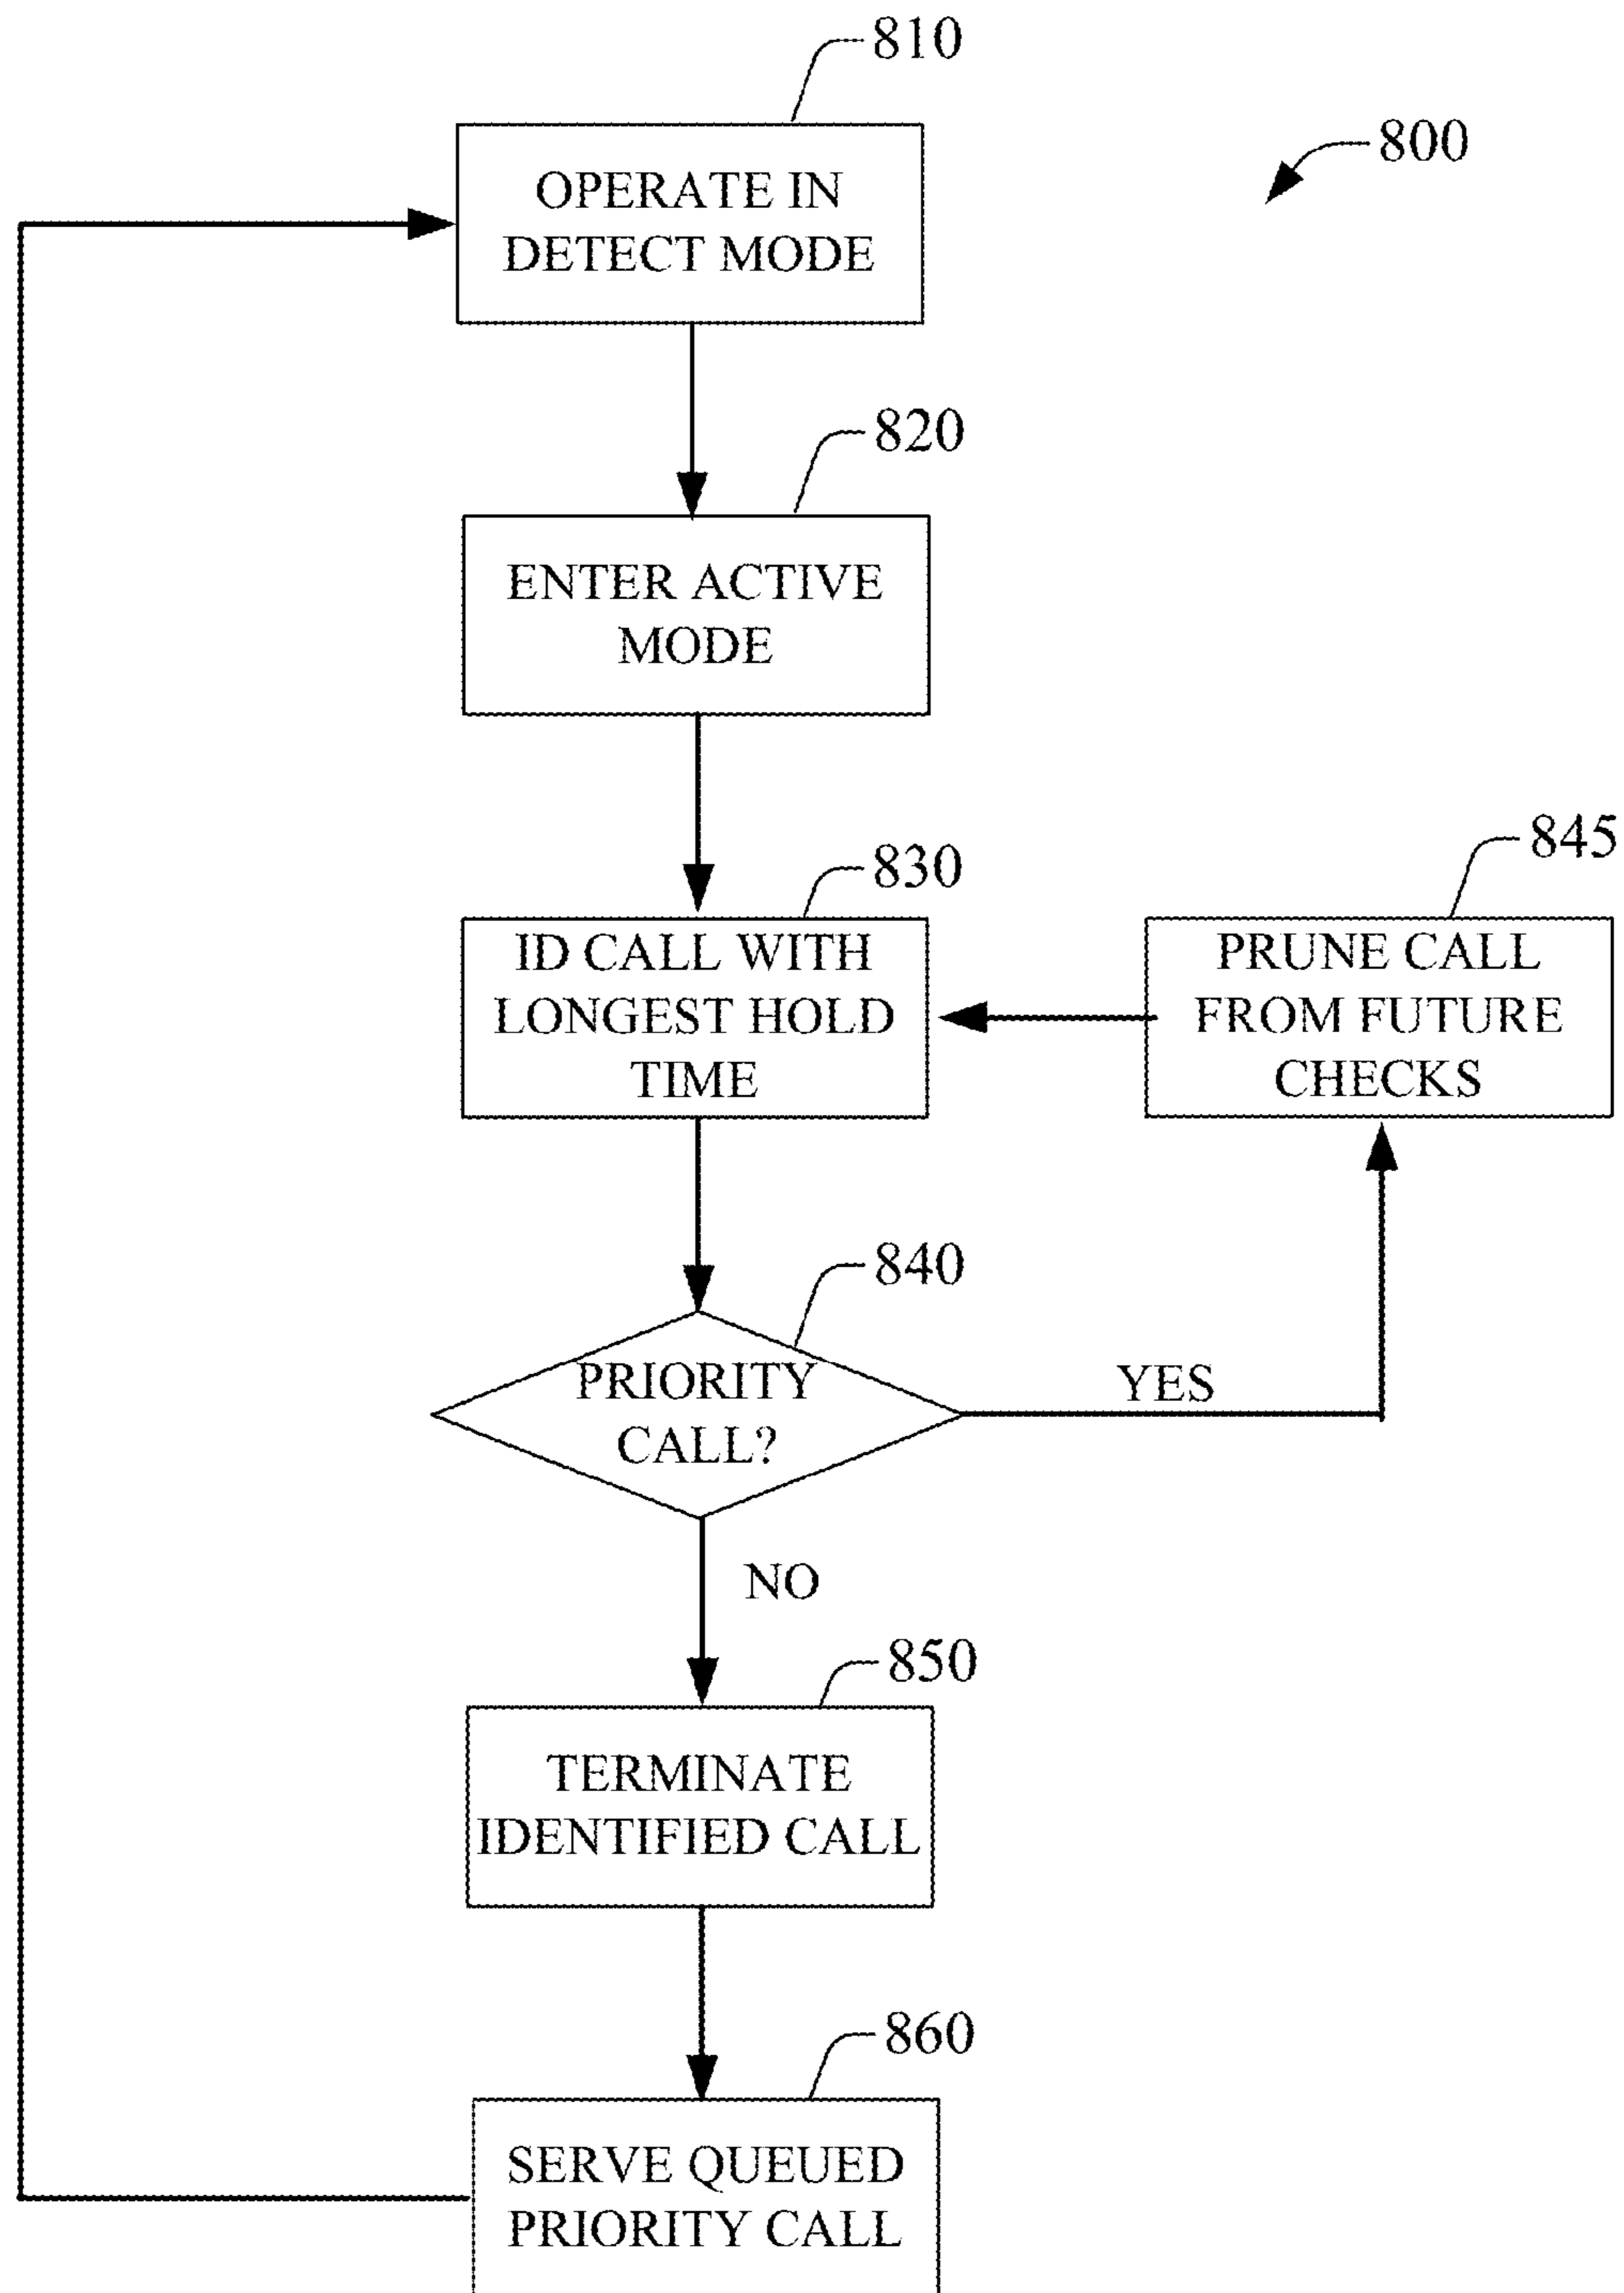 810
800
OPERATE IN
DETECT MODE
820
ENTER ACTIVE
MODE
830
845
ID CALL WITH
LONGEST HOLD
TIME
PRUNE CALL
FROM FUTURE
CHECKS
840
PRIORITY
CALL?
YES
NO
850
TERMINATE
IDENTIFIED CALL
860
SERVE QUEUED
PRIORITY CALL